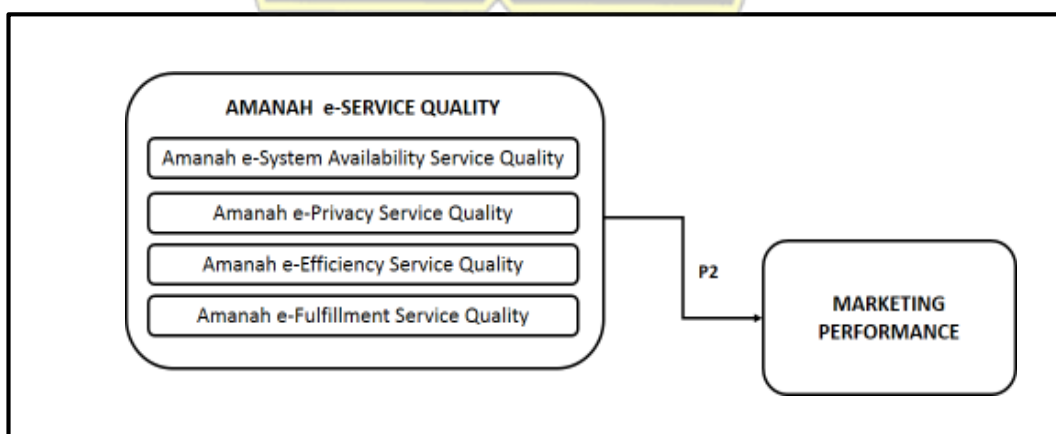 AMANAH e-SERVICE QUALITY
Amanah e-System Availability Service Quality
Amanah e-Privacy Service Quality
Amanah e-Efficiency Service Quality
Amanah e-Fulfillment Service Quality
P2
MARKETING
PERFORMANCE